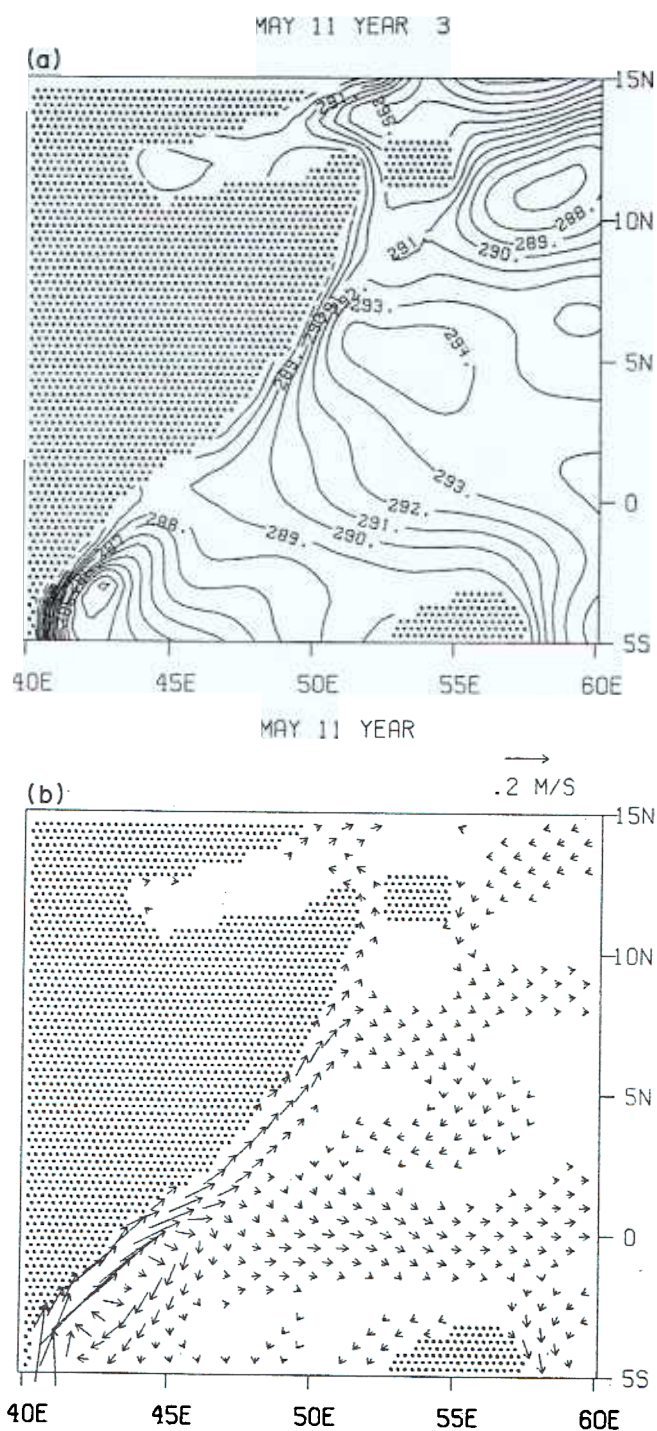 MAY 11 YEAR 3
(a)
15N
291.
10N
288.
291
289.
290.
293.
294.
5N
293.
292.
0
288.
291.
289.
290.
5S
40E 45E 50E 55E 60E
MAY 11 YEAR
.2 M/S
(b)
15N
10N
5N
0
5S
40E 45E 50E 55E 60E